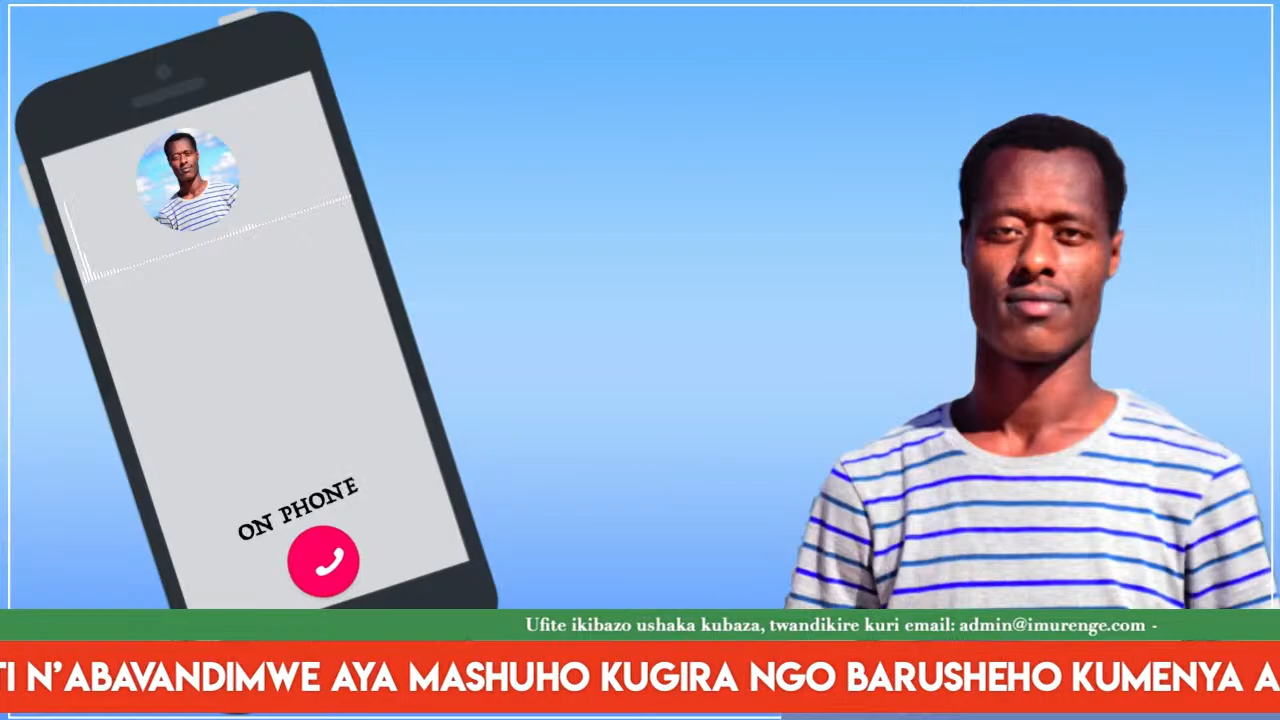 ON PHONE
Ufite ikibazo ushaka kubaza, twandikire kuri email: admin@imurenge.com -
TI N'ABAVANDIMWE AYA MASHUHO KUGIRA NGO BARUSHEHO KUMENYA A